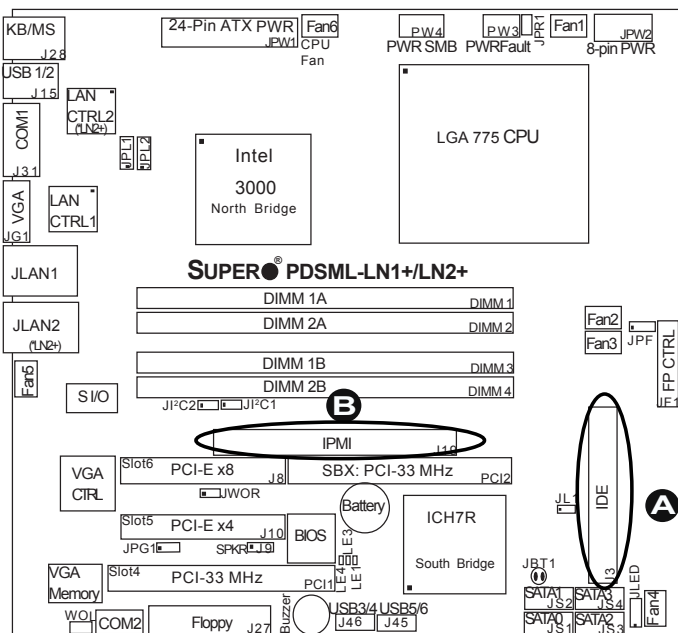 KB/MS
J28
24-Pin ATX PWR
JPW1
Fan6
CPU
Fan
PW4
PWR SMB
PW3
PWRFault
JPR1
Fan1
JPW2
8-pin PWR
USB 1/2
J15
LAN
CTRL2
(*LN2+)
COM1
J31
JPL1
JPL2
Intel
3000
North Bridge
LGA 775 CPU
VGA
JG1
LAN
CTRL1
JLAN1
SUPER® PDSML-LN1+/LN2+
DIMM 1A
DIMM 1
DIMM 2A
DIMM 2
JLAN2
(*LN2+)
Fan2
Fan3
JPF
FP CTRL
JF1
DIMM 1B
DIMM 3
DIMM 2B
DIMM 4
Fan5
S I/O
JI²C2
JI²C1
B
IPMI
Slot6
PCI-E x8
J8
SBX: PCI-33 MHz
PCI2
VGA
CTRL
JWOR
Battery
ICH7R
South Bridge
JL1
IDE
J3
A
Slot5
PCI-E x4
J10
BIOS
JPG1
SPKR
J9
LE3
LE4
LE1
Slot4
PCI-33 MHz
PCI1
VGA
Memory
JBT1
JLED
Fan4
SATA1
JS2
SATA3
JS4
SATA0
JS1
SATA2
JS3
WOL
COM2
Floppy
J27
Buzzer
USB3/4
J46
USB5/6
J45